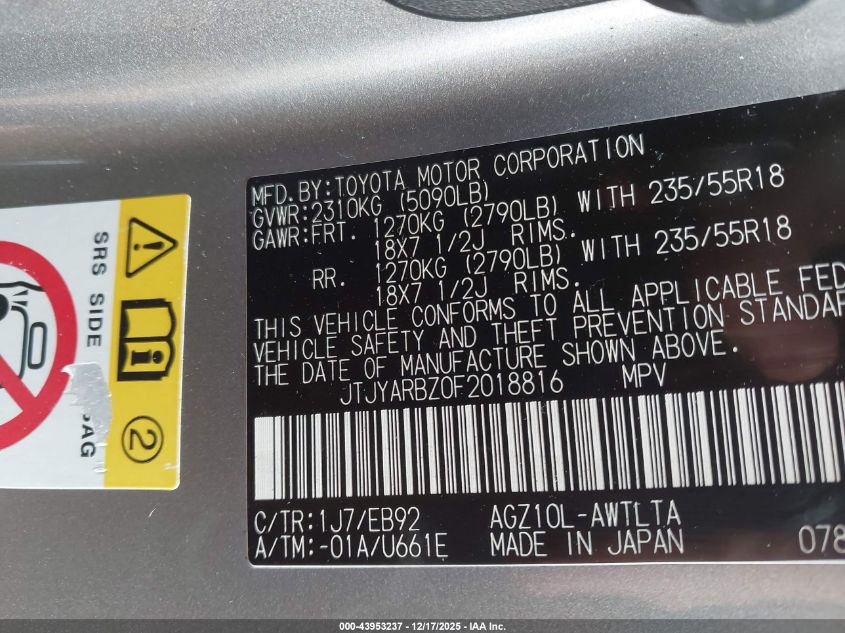 MFD.BY:TOYOTA MOTOR CORPORATION
GVWR:2310KG (5090LB)
GAWR:FRT. 1270KG (2790LB) WITH 235/55R18
18X7 1/2J RIMS.
RR. 1270KG (2790LB) WITH 235/55R18
18X7 1/2J RIMS.
THIS VEHICLE CONFORMS TO ALL APPLICABLE FED
VEHICLE SAFETY AND THEFT PREVENTION STANDAR
THE DATE OF MANUFACTURE SHOWN ABOVE.
JTJYARBZ0F2018816 MPV
C/TR:1J7/EB92 AGZ10L-AWTLTA
A/TM:-01A/U661E MADE IN JAPAN 078
SRS SIDE
AG
2
000-43953237 - 12/17/2025 - IAA Inc.